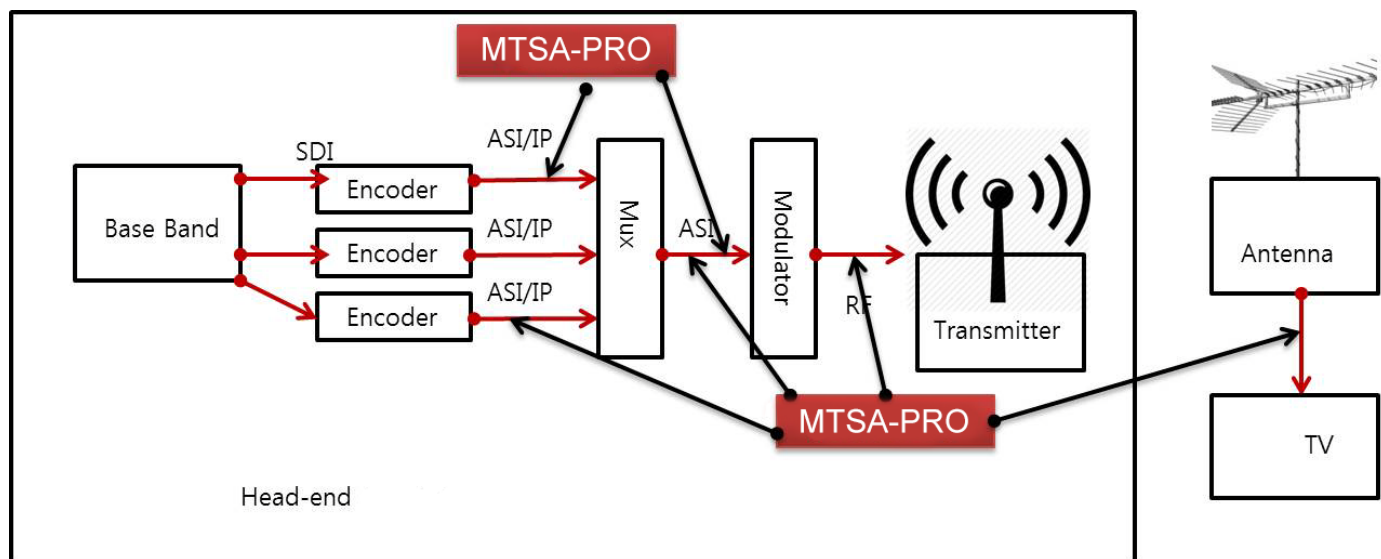 MTSA-PRO
ASI/IP
SDI
Encoder
Base Band
ASI/IP
Encoder
ASI/IP
Encoder
Mux
ASI
Modulator
RF
Transmitter
MTSA-PRO
Head-end
Antenna
TV